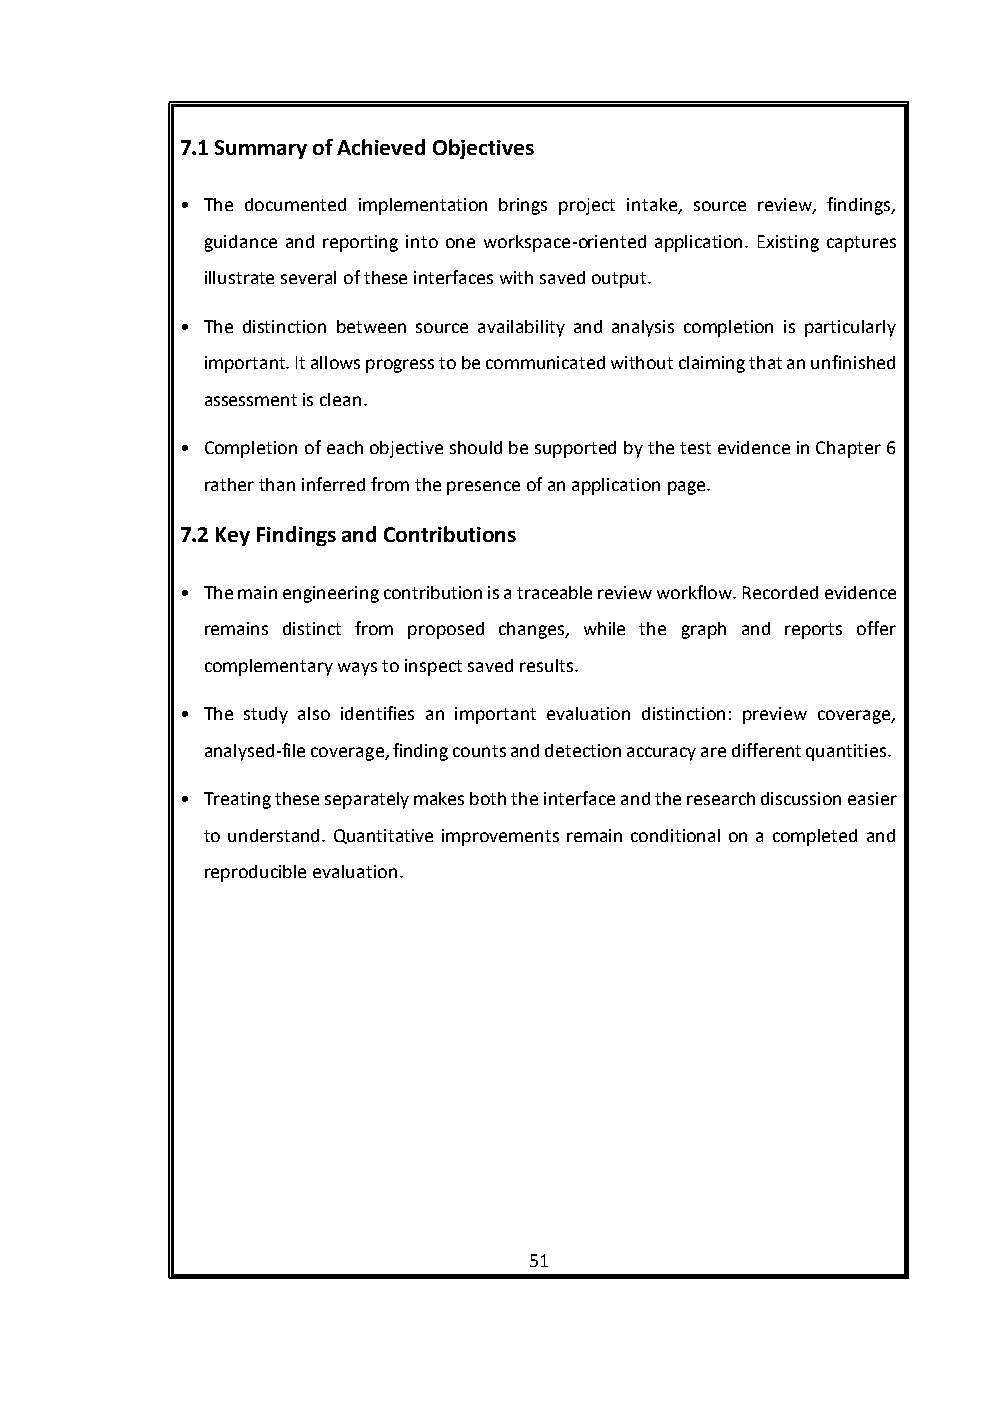 7.1 Summary of Achieved Objectives
• The documented implementation brings project intake, source review, findings,
guidance and reporting into one workspace-oriented application. Existing captures
illustrate several of these interfaces with saved output.
• The distinction between source availability and analysis completion is particularly
important. It allows progress to be communicated without claiming that an unfinished
assessment is clean.
• Completion of each objective should be supported by the test evidence in Chapter 6
rather than inferred from the presence of an application page.
7.2 Key Findings and Contributions
• The main engineering contribution is a traceable review workflow. Recorded evidence
remains distinct from proposed changes, while the graph and reports offer
complementary ways to inspect saved results.
• The study also identifies an important evaluation distinction: preview coverage,
analysed-file coverage, finding counts and detection accuracy are different quantities.
• Treating these separately makes both the interface and the research discussion easier
to understand. Quantitative improvements remain conditional on a completed and
reproducible evaluation.
51